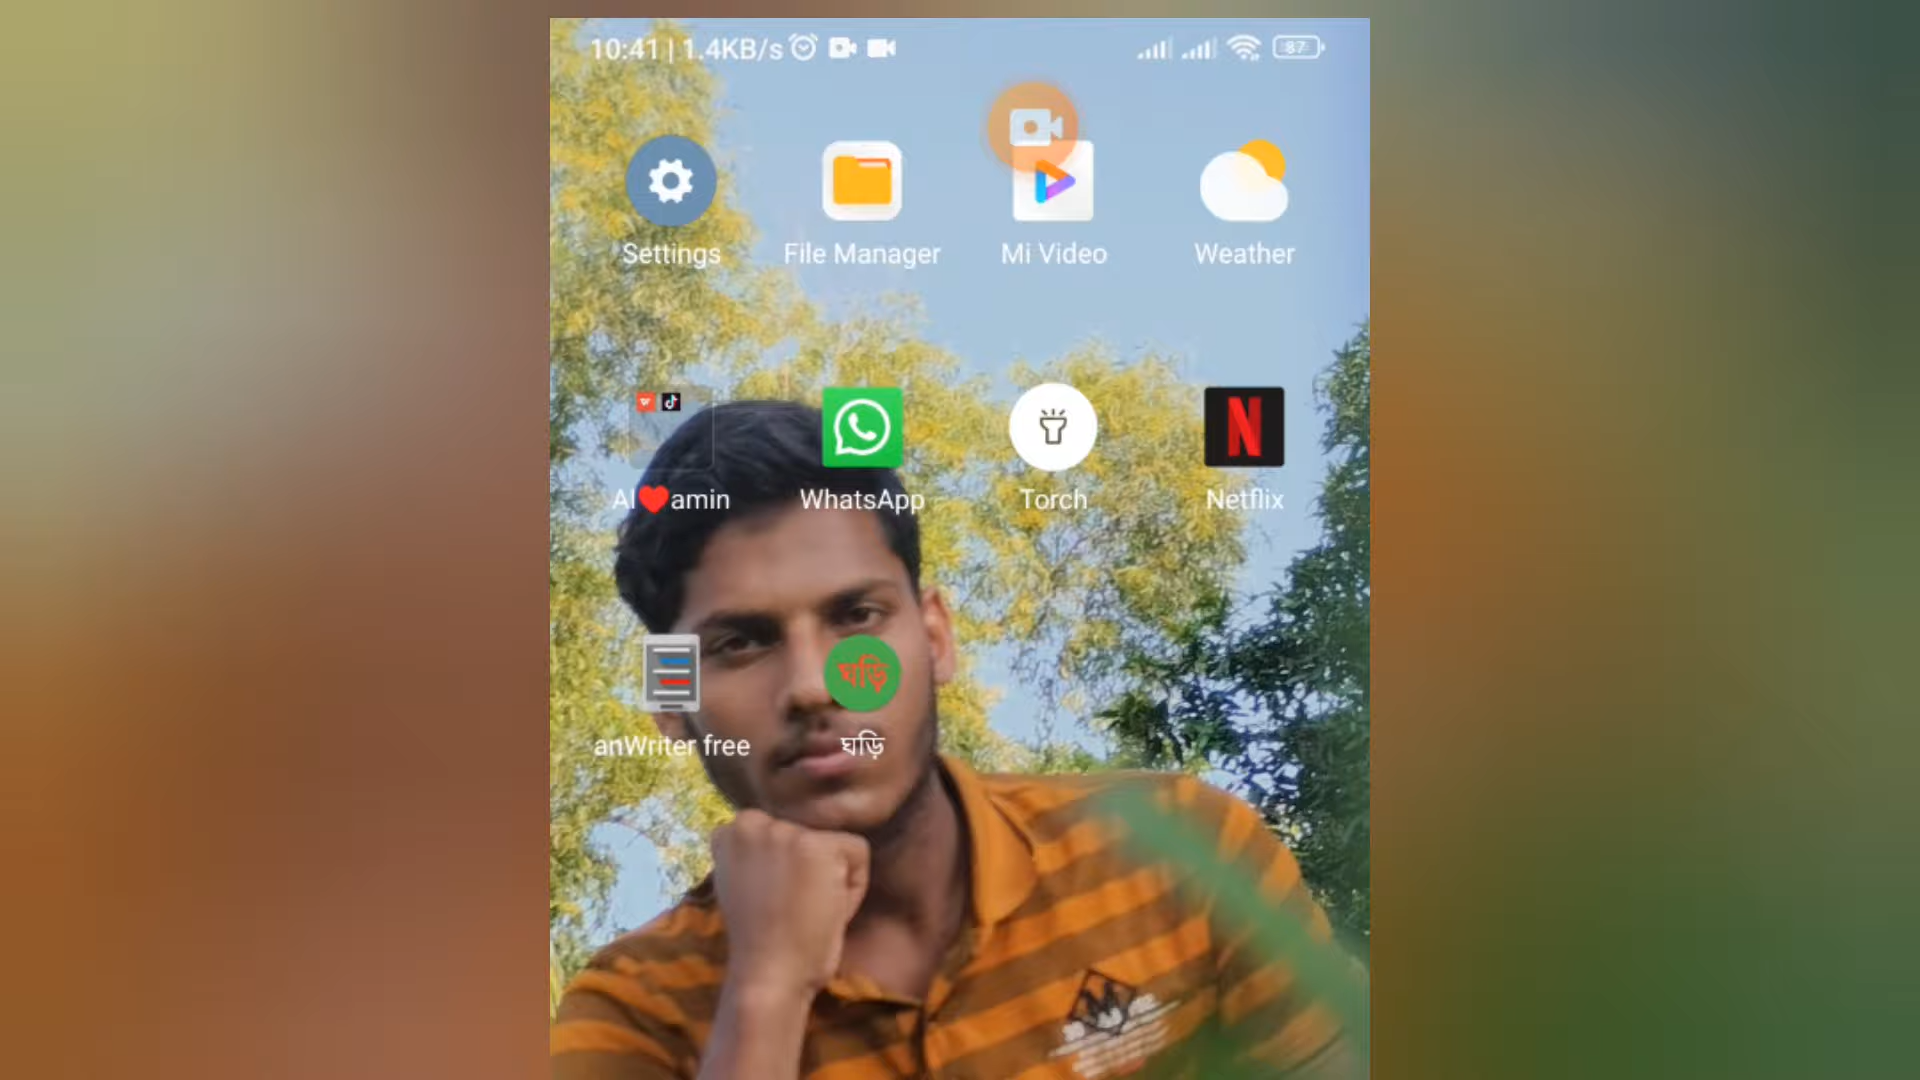 10:41 | 1.4KB/s 87
Settings File Manager Mi Video Weather
Al❤️amin WhatsApp Torch Netflix
ঘড়ি
anWriter free ঘড়ি